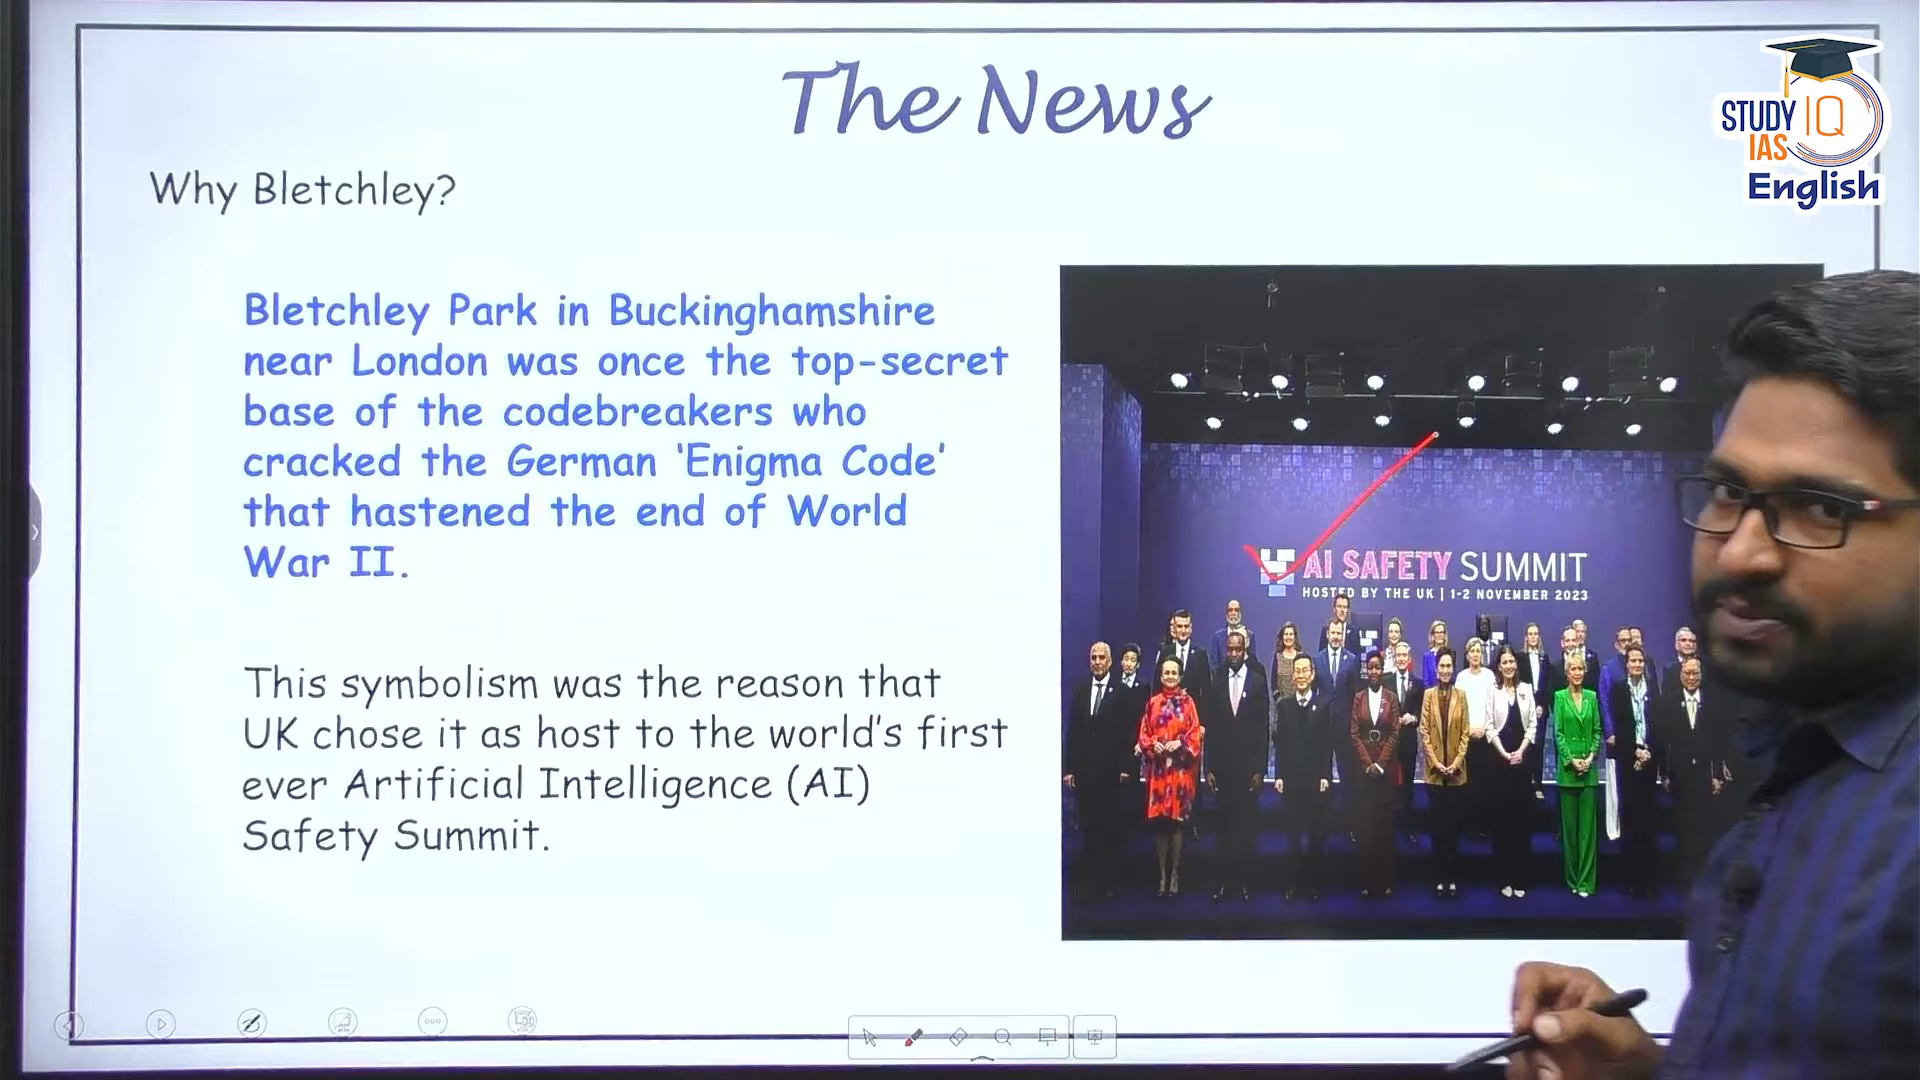 The News
STUDY IQ
IAS
English
Why Bletchley?
Bletchley Park in Buckinghamshire
near London was once the top-secret
base of the codebreakers who
cracked the German 'Enigma Code'
that hastened the end of World
War II.
This symbolism was the reason that
UK chose it as host to the world's first
ever Artificial Intelligence (AI)
Safety Summit.
AI SAFETY SUMMIT
HOSTED BY THE UK | 1-2 NOVEMBER 2023